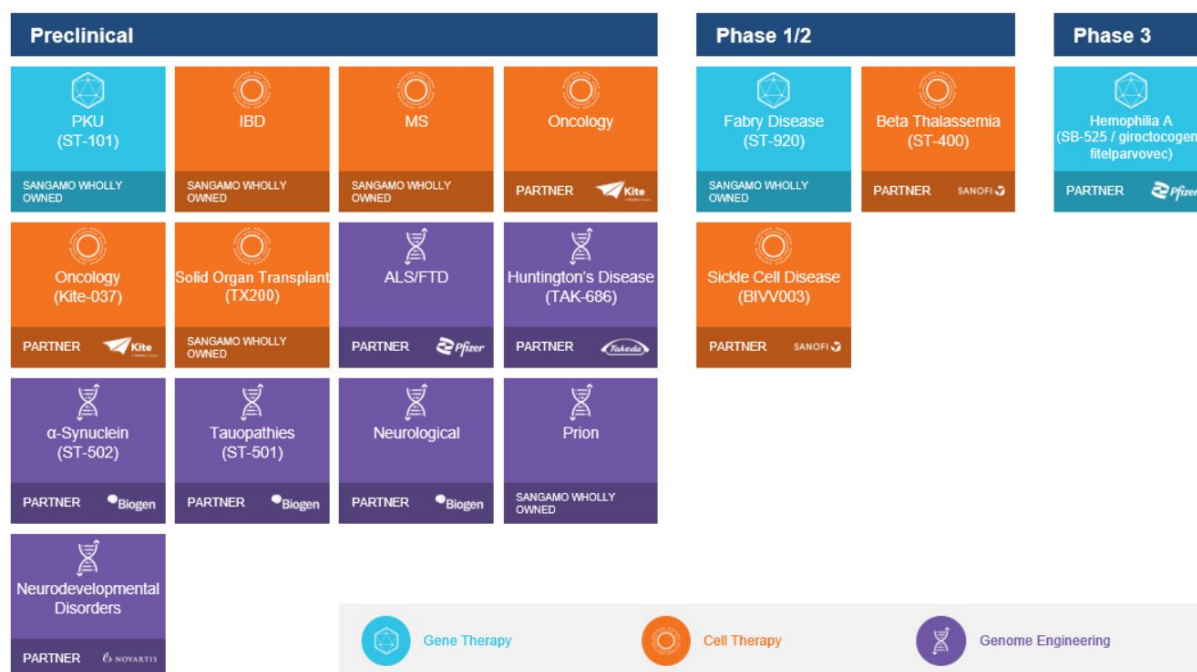 Preclinical
Phase 1/2
Phase 3
PKU
(ST-101)
SANGAMO WHOLLY
OWNED
IBD
SANGAMO WHOLLY
OWNED
MS
SANGAMO WHOLLY
OWNED
Oncology
PARTNER Kite
Fabry Disease
(ST-920)
SANGAMO WHOLLY
OWNED
Beta Thalassemia
(ST-400)
PARTNER SANOFI
Hemophilia A
(SB-525 / giroctocogen
fitelparvovec)
PARTNER Pfizer
Oncology
(Kite-037)
PARTNER Kite
Solid Organ Transplant
(TX200)
SANGAMO WHOLLY
OWNED
ALS/FTD
PARTNER Pfizer
Huntington's Disease
(TAK-686)
PARTNER Takeda
Sickle Cell Disease
(BIVV003)
PARTNER SANOFI
α-Synuclein
(ST-502)
PARTNER Biogen
Tauopathies
(ST-501)
PARTNER Biogen
Neurological
PARTNER Biogen
Prion
SANGAMO WHOLLY
OWNED
Neurodevelopmental
Disorders
PARTNER NOVARTIS
Gene Therapy
Cell Therapy
Genome Engineering